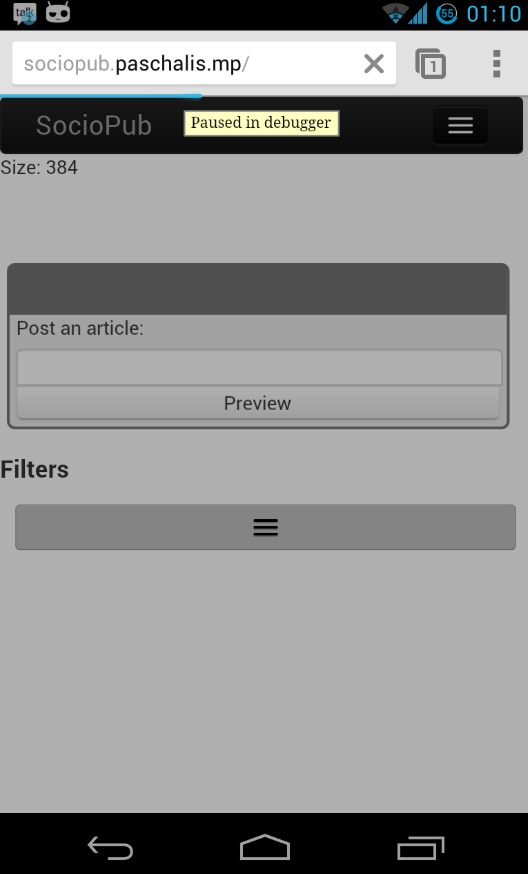 talk
55
01:10
sociopub.paschalis.mp/
1
SocioPub
Paused in debugger
Size: 384
Post an article:
Preview
Filters